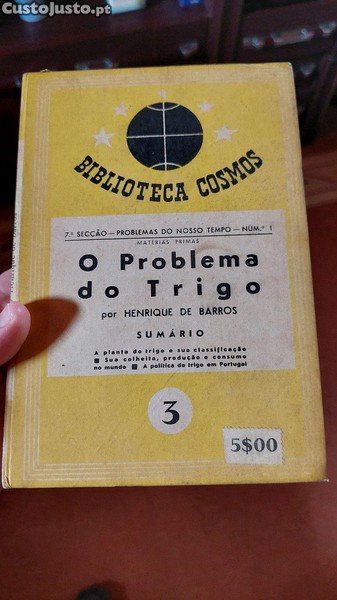 CustoJusto.pt
BIBLIOTECA COSMOS
7.ª SECÇÃO — PROBLEMAS DO NOSSO TEMPO — NÚM.º 1
MATÉRIAS PRIMAS
O Problema
do Trigo
por HENRIQUE DE BARROS
SUMÁRIO
A planta do trigo e sua classificação
■ Sua colheita, produção e consumo
no mundo ■ A política do trigo em Portugal
3
5$00